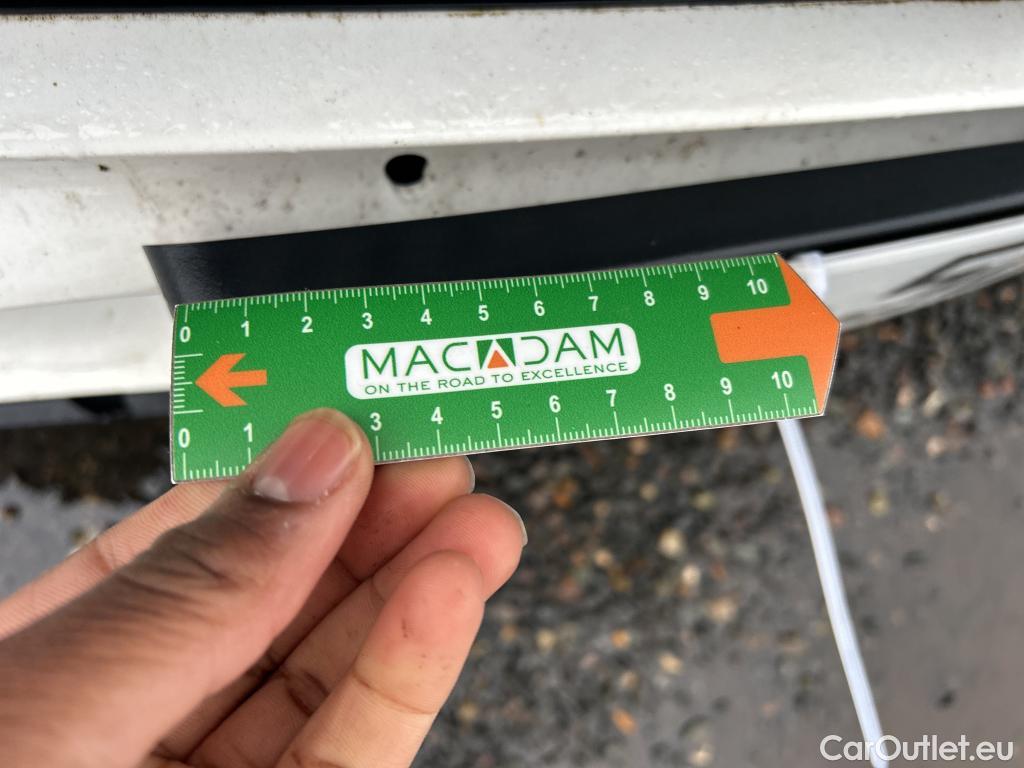 0 1 2 3 4 5 6 7 8 9 10
MACADAM
ON THE ROAD TO EXCELLENCE
0 1 3 4 5 6 7 8 9 10
CarOutlet.eu